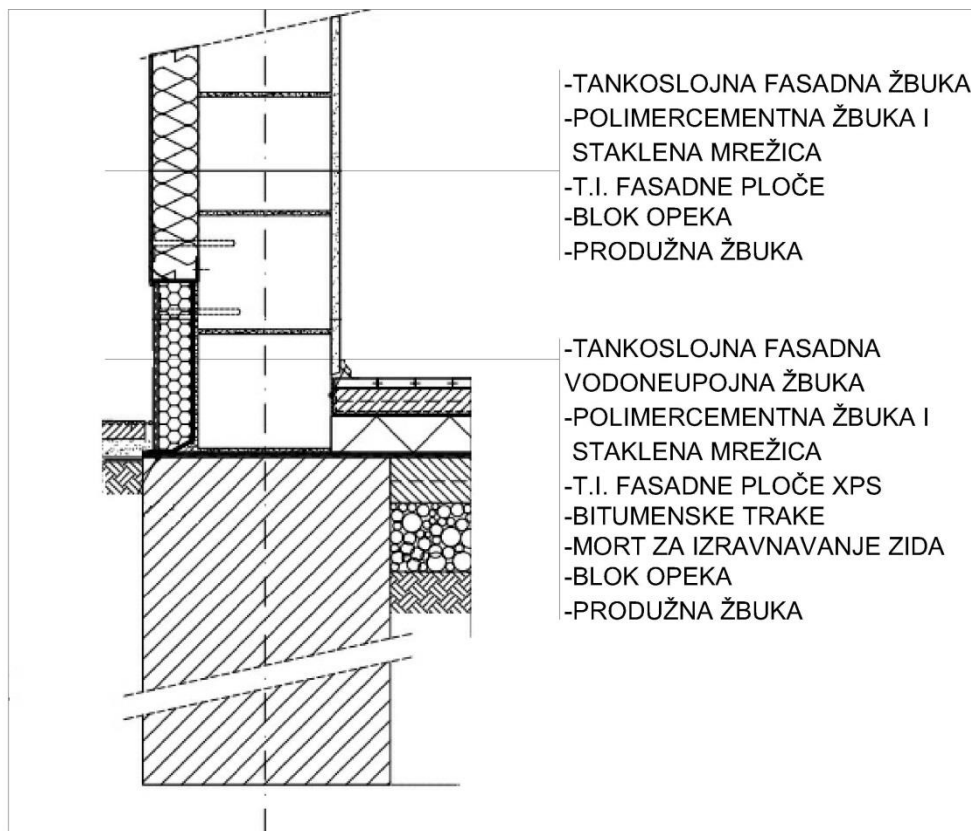 -TANKOSLOJNA FASADNA ŽBUKA
-POLIMERCEMENTNA ŽBUKA I
STAKLENA MREŽICA
-T.I. FASADNE PLOČE
-BLOK OPEKA
-PRODUŽNA ŽBUKA
-TANKOSLOJNA FASADNA
VODONEUPOJNA ŽBUKA
-POLIMERCEMENTNA ŽBUKA I
STAKLENA MREŽICA
-T.I. FASADNE PLOČE XPS
-BITUMENSKE TRAKE
-MORT ZA IZRAVNAVANJE ZIDA
-BLOK OPEKA
-PRODUŽNA ŽBUKA